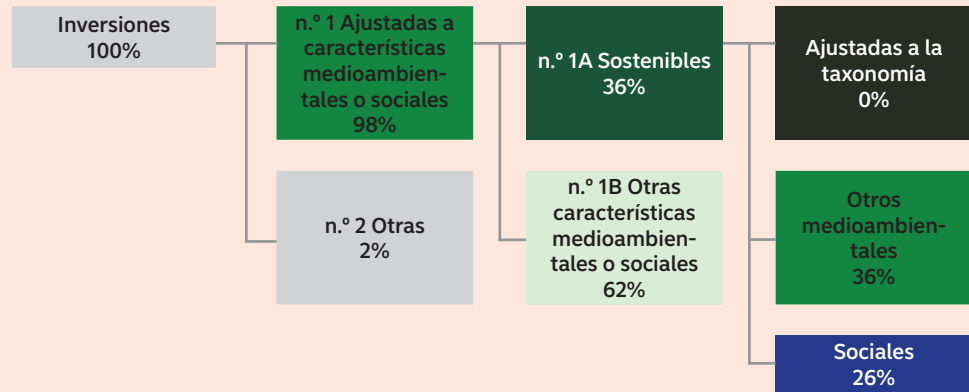 Inversiones
100%
n.º 1 Ajustadas a
características
medioambien-
tales o sociales
98%
n.º 2 Otras
2%
n.º 1A Sostenibles
36%
n.º 1B Otras
características
medioambien-
tales o sociales
62%
Ajustadas a la
taxonomía
0%
Otros
medioambien-
tales
36%
Sociales
26%